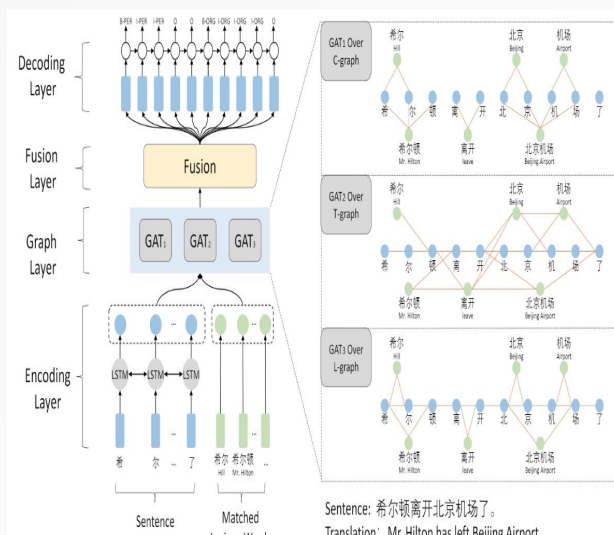 B-PER I-PER I-PER O O B-ORG I-ORG I-ORG I-ORG O
Decoding
Layer
Fusion
Layer
Fusion
Graph
Layer
GAT₁ GAT₂ GAT₃
Encoding
Layer
LSTM LSTM LSTM
... ... ...
希 尔 ... 了 希尔 希尔顿 ...
Hill Mr. Hilton
Sentence
Matched
GAT₁ Over
C-graph
希尔
Hill
北京
Beijing
机场
Airport
希 尔 顿 离 开 北 京 机 场 了
希尔顿
Mr. Hilton
离开
leave
北京机场
Beijing Airport
GAT₂ Over
T-graph
希尔
Hill
北京
Beijing
机场
Airport
希 尔 顿 离 开 北 京 机 场 了
希尔顿
Mr. Hilton
离开
leave
北京机场
Beijing Airport
GAT₃ Over
L-graph
希尔
Hill
北京
Beijing
机场
Airport
希 尔 顿 离 开 北 京 机 场 了
希尔顿
Mr. Hilton
离开
leave
北京机场
Beijing Airport
Sentence: 希尔顿离开北京机场了。
Translation: Mr. Hilton has left Beijing Airport